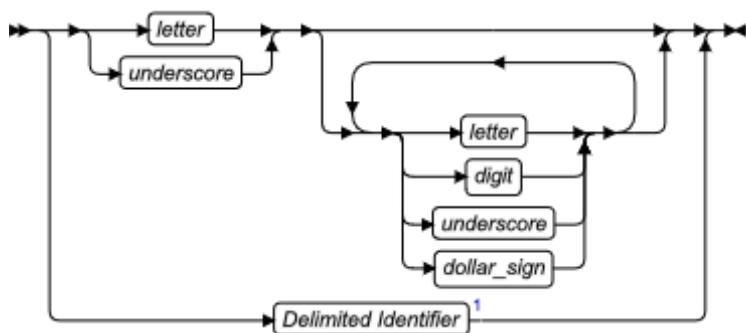 letter
underscore
letter
digit
underscore
dollar_sign
Delimited Identifier 1